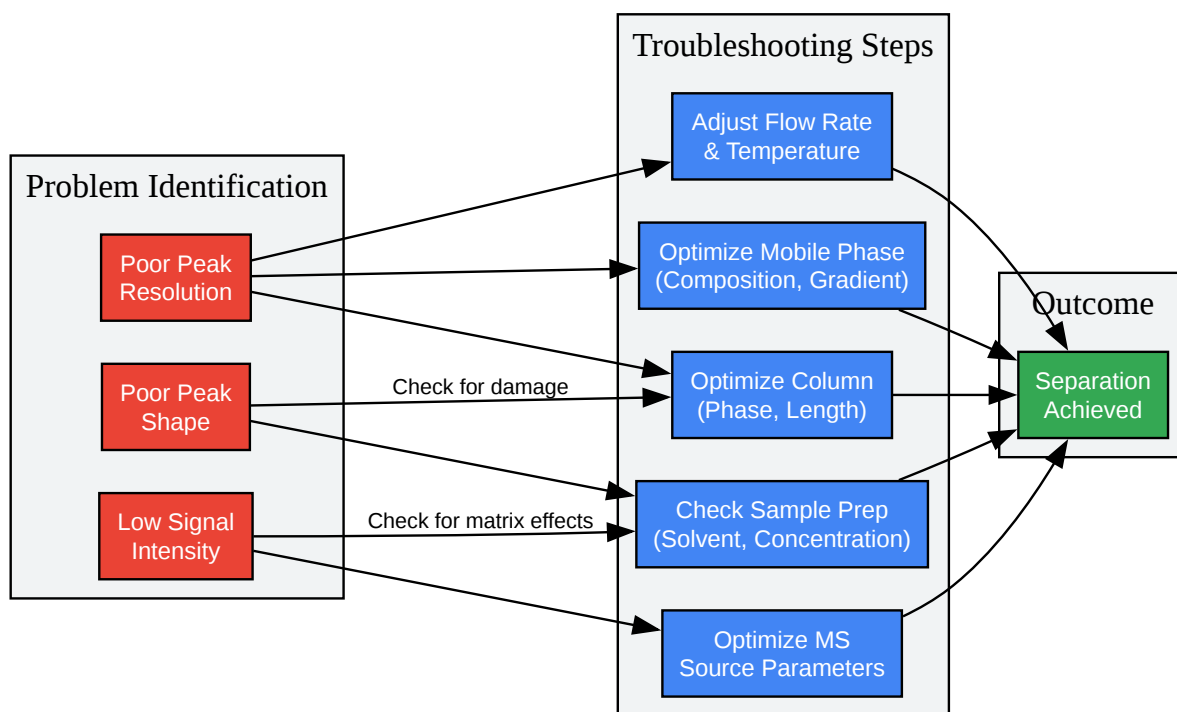 Problem Identification
Poor Peak
Resolution
Poor Peak
Shape
Low Signal
Intensity
Check for damage
Check for matrix effects
Troubleshooting Steps
Adjust Flow Rate
& Temperature
Optimize Mobile Phase
(Composition, Gradient)
Optimize Column
(Phase, Length)
Check Sample Prep
(Solvent, Concentration)
Optimize MS
Source Parameters
Outcome
Separation
Achieved